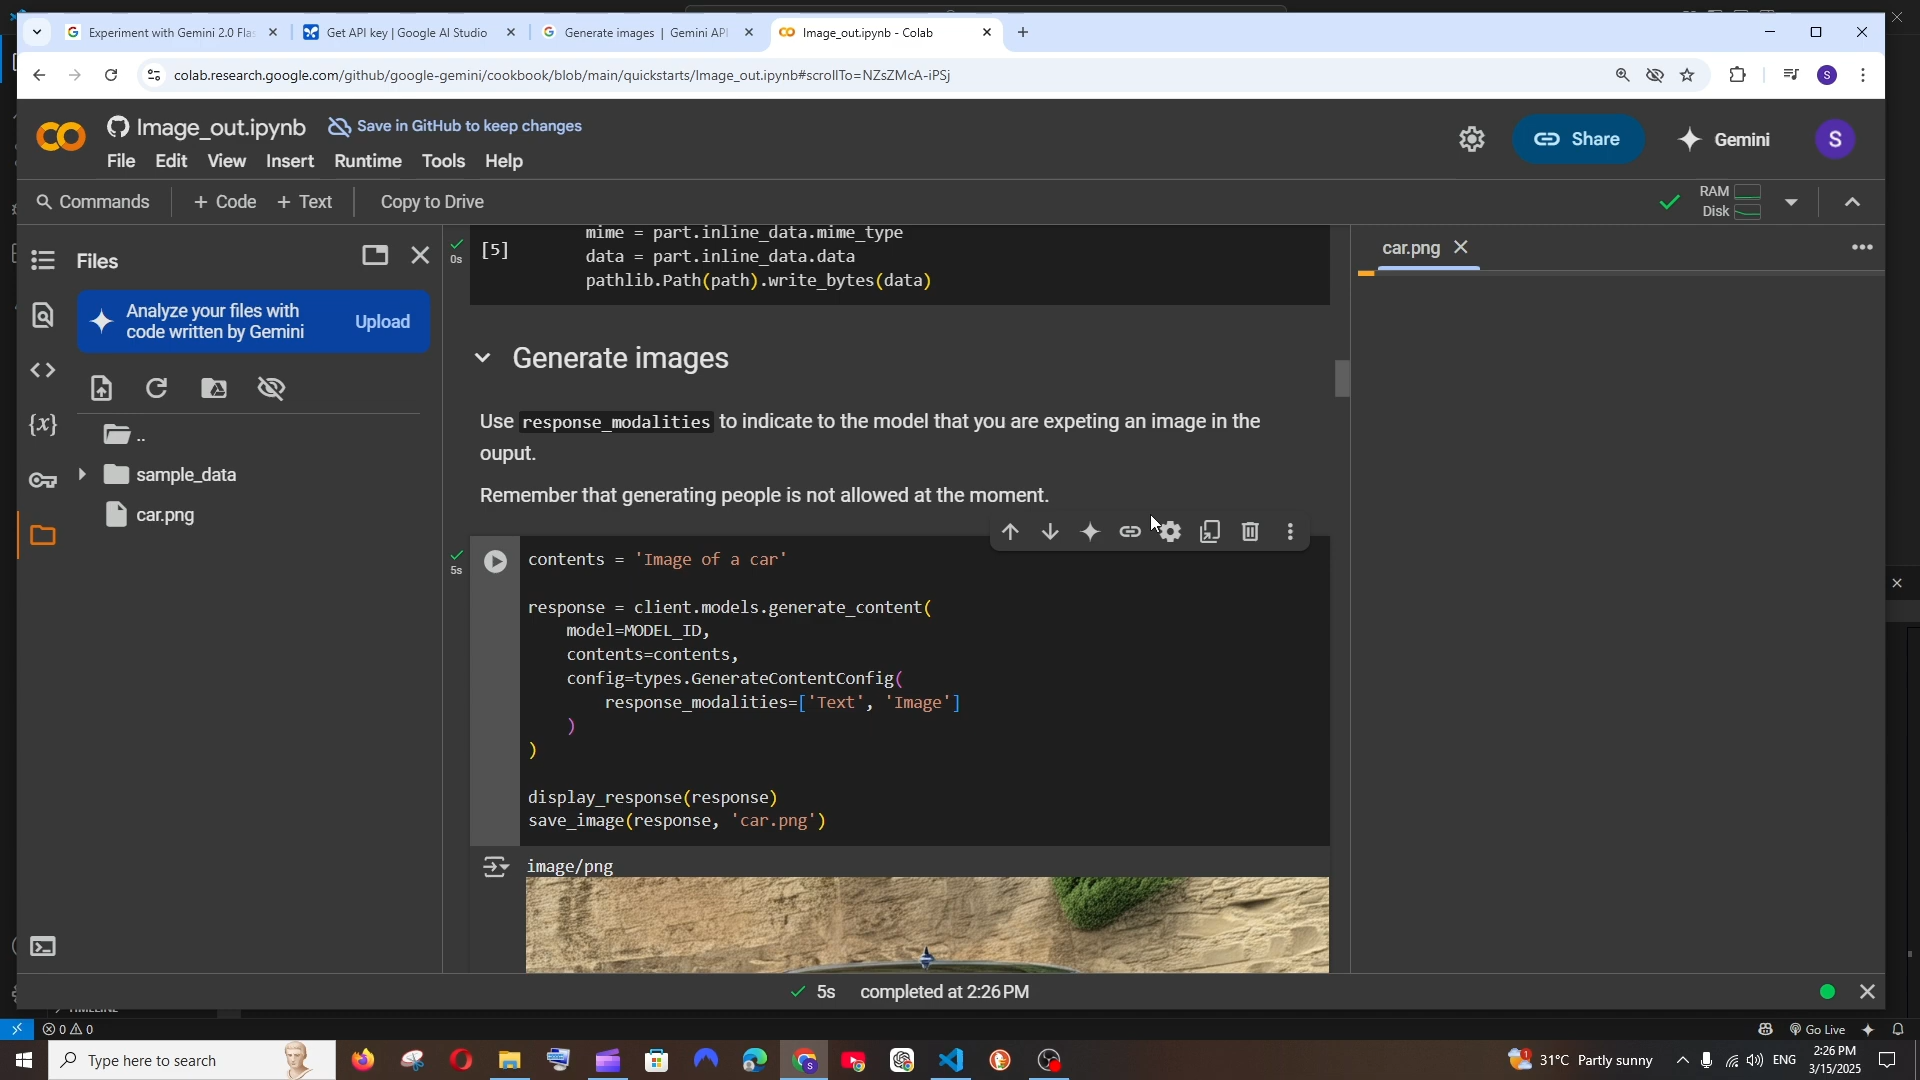 Experiment with Gemini 2.0 Flas
Get API key | Google AI Studio
Generate images | Gemini API
Image_out.ipynb - Colab
colab.research.google.com/github/google-gemini/cookbook/blob/main/quickstarts/Image_out.ipynb#scrollTo=NZsZMcA-iPSj
S
Image_out.ipynb
Save in GitHub to keep changes
File Edit View Insert Runtime Tools Help
Share
Gemini
S
Commands
+ Code + Text
Copy to Drive
RAM
Disk
Files
Analyze your files with
code written by Gemini
Upload
..
sample_data
car.png
{x}
car.png
0s
[5]
mime = part.inline_data.mime_type
data = part.inline_data.data
pathlib.Path(path).write_bytes(data)
Generate images
Use response_modalities to indicate to the model that you are expeting an image in the
ouput.
Remember that generating people is not allowed at the moment.
5s
contents = 'Image of a car'
response = client.models.generate_content(
model=MODEL_ID,
contents=contents,
config=types.GenerateContentConfig(
response_modalities=['Text', 'Image']
)
)
display_response(response)
save_image(response, 'car.png')
image/png
5s completed at 2:26 PM
0 0
Go Live
Type here to search
31°C Partly sunny
ENG
2:26 PM
3/15/2025